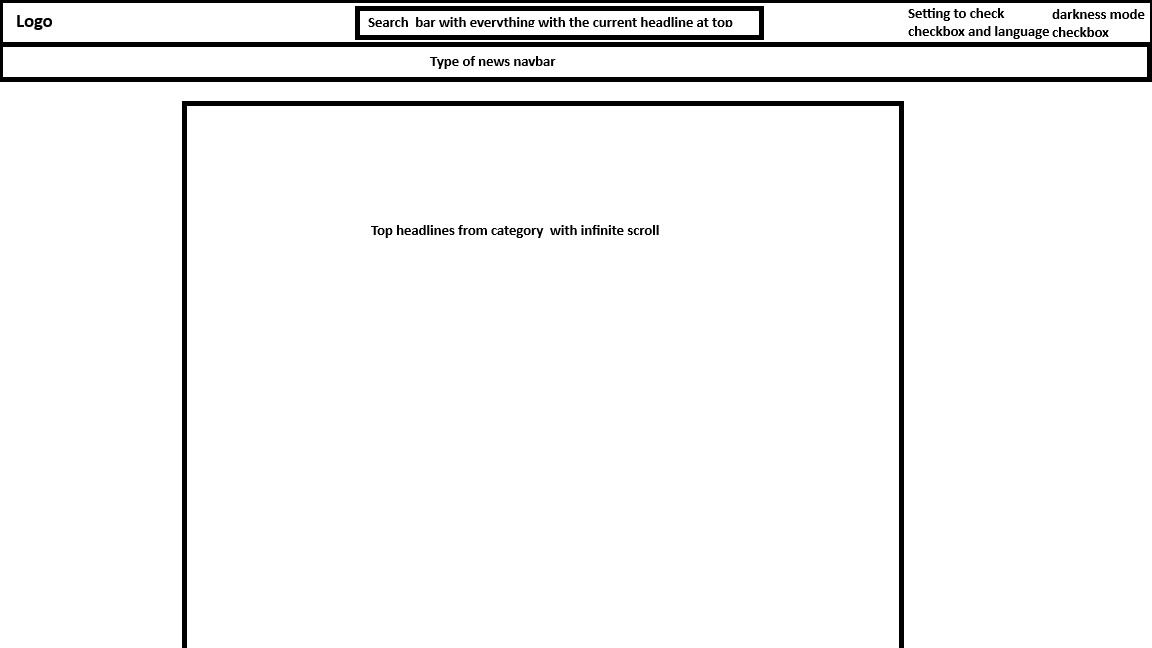 Logo
Search  bar with everything with the current headline at top
Setting to check
checkbox and language
darkness mode
checkbox
Type of news navbar
Top headlines from category  with infinite scroll